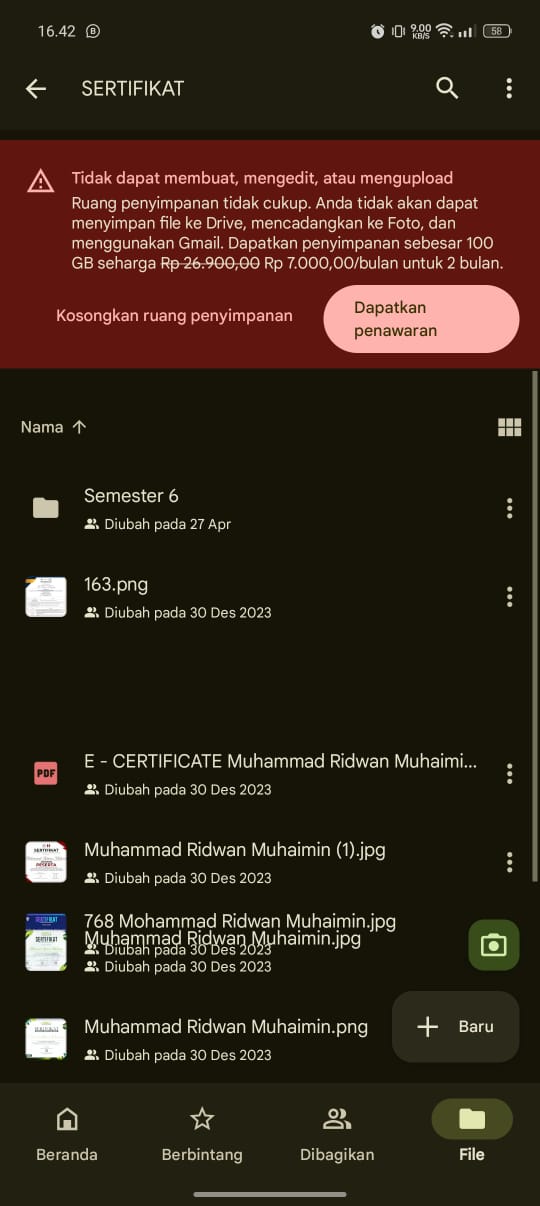 16.42
9.00
KB/S
58
SERTIFIKAT
Tidak dapat membuat, mengedit, atau mengupload
Ruang penyimpanan tidak cukup. Anda tidak akan dapat
menyimpan file ke Drive, mencadangkan ke Foto, dan
menggunakan Gmail. Dapatkan penyimpanan sebesar 100
GB seharga Rp 26.900,00 Rp 7.000,00/bulan untuk 2 bulan.
Kosongkan ruang penyimpanan
Dapatkan
penawaran
Nama
Semester 6
Diubah pada 27 Apr
163.png
Diubah pada 30 Des 2023
PDF
E - CERTIFICATE Muhammad Ridwan Muhaimi...
Diubah pada 30 Des 2023
Muhammad Ridwan Muhaimin (1).jpg
Diubah pada 30 Des 2023
768 Mohammad Ridwan Muhaimin.jpg
Muhammad Ridwan Muhaimin.jpg
Diubah pada 30 Des 2023
Diubah pada 30 Des 2023
Muhammad Ridwan Muhaimin.png
Diubah pada 30 Des 2023
Baru
Beranda
Berbintang
Dibagikan
File